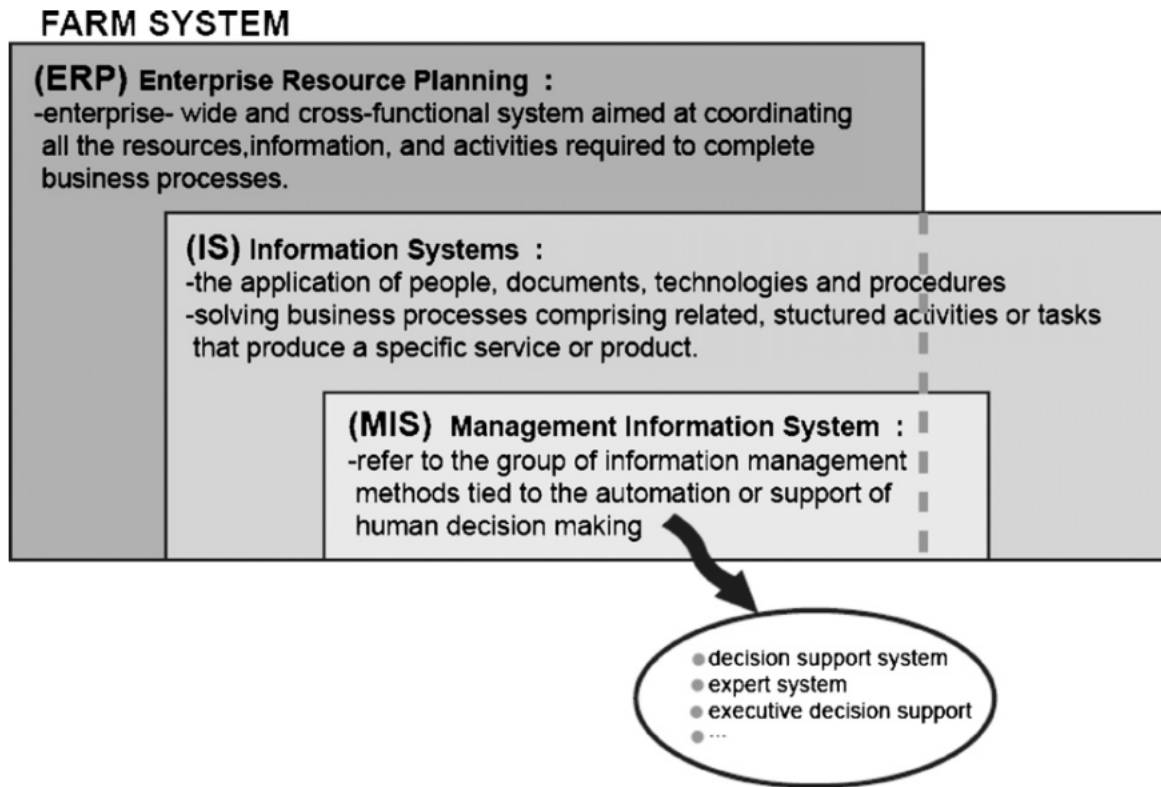 FARM SYSTEM
(ERP) Enterprise Resource Planning :
-enterprise- wide and cross-functional system aimed at coordinating
all the resources,information, and activities required to complete
business processes.
(IS) Information Systems :
-the application of people, documents, technologies and procedures
-solving business processes comprising related, stuctured activities or tasks
that produce a specific service or product.
(MIS) Management Information System :
-refer to the group of information management
methods tied to the automation or support of
human decision making
● decision support system
● expert system
● executive decision support
● ...